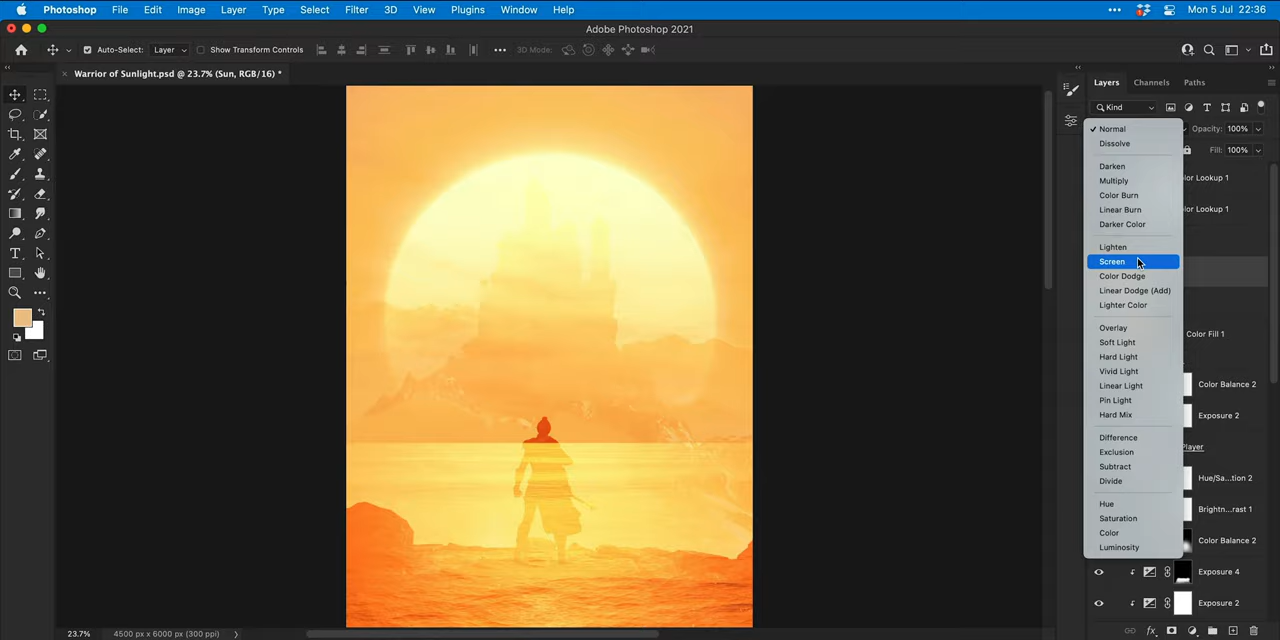 Photoshop File Edit Image Layer Type Select Filter 3D View Plugins Window Help Mon 5 Jul 22:36
Adobe Photoshop 2021
Auto-Select: Layer Show Transform Controls 3D Mode:
Warrior of Sunlight.psd @ 23.7% (Sun, RGB/16) *
Layers Channels Paths
Kind
Normal Opacity: 100%
Dissolve Fill: 100%
Darken
Multiply olor Lookup 1
Color Burn
Linear Burn olor Lookup 1
Darker Color
Lighten
Screen
Color Dodge
Linear Dodge (Add)
Lighter Color
Overlay Color Fill 1
Soft Light
Hard Light
Vivid Light
Linear Light Color Balance 2
Pin Light
Hard Mix Exposure 2
Difference
Exclusion Player
Subtract
Divide Hue/Sa...tion 2
Hue Brightn...rast 1
Saturation
Color Color Balance 2
Luminosity
Exposure 4
Exposure 2
23.7% 4500 px x 6000 px (300 ppi)